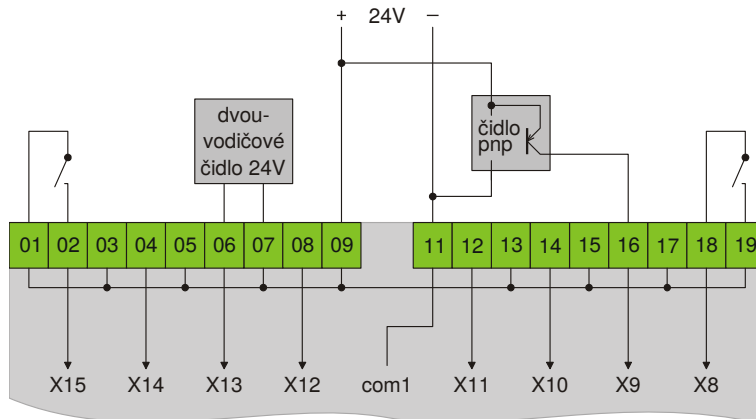 + 24V −
dvou-
vodičové
čidlo 24V
čidlo
pnp
01 02 03 04 05 06 07 08 09 11 12 13 14 15 16 17 18 19
X15 X14 X13 X12 com1 X11 X10 X9 X8